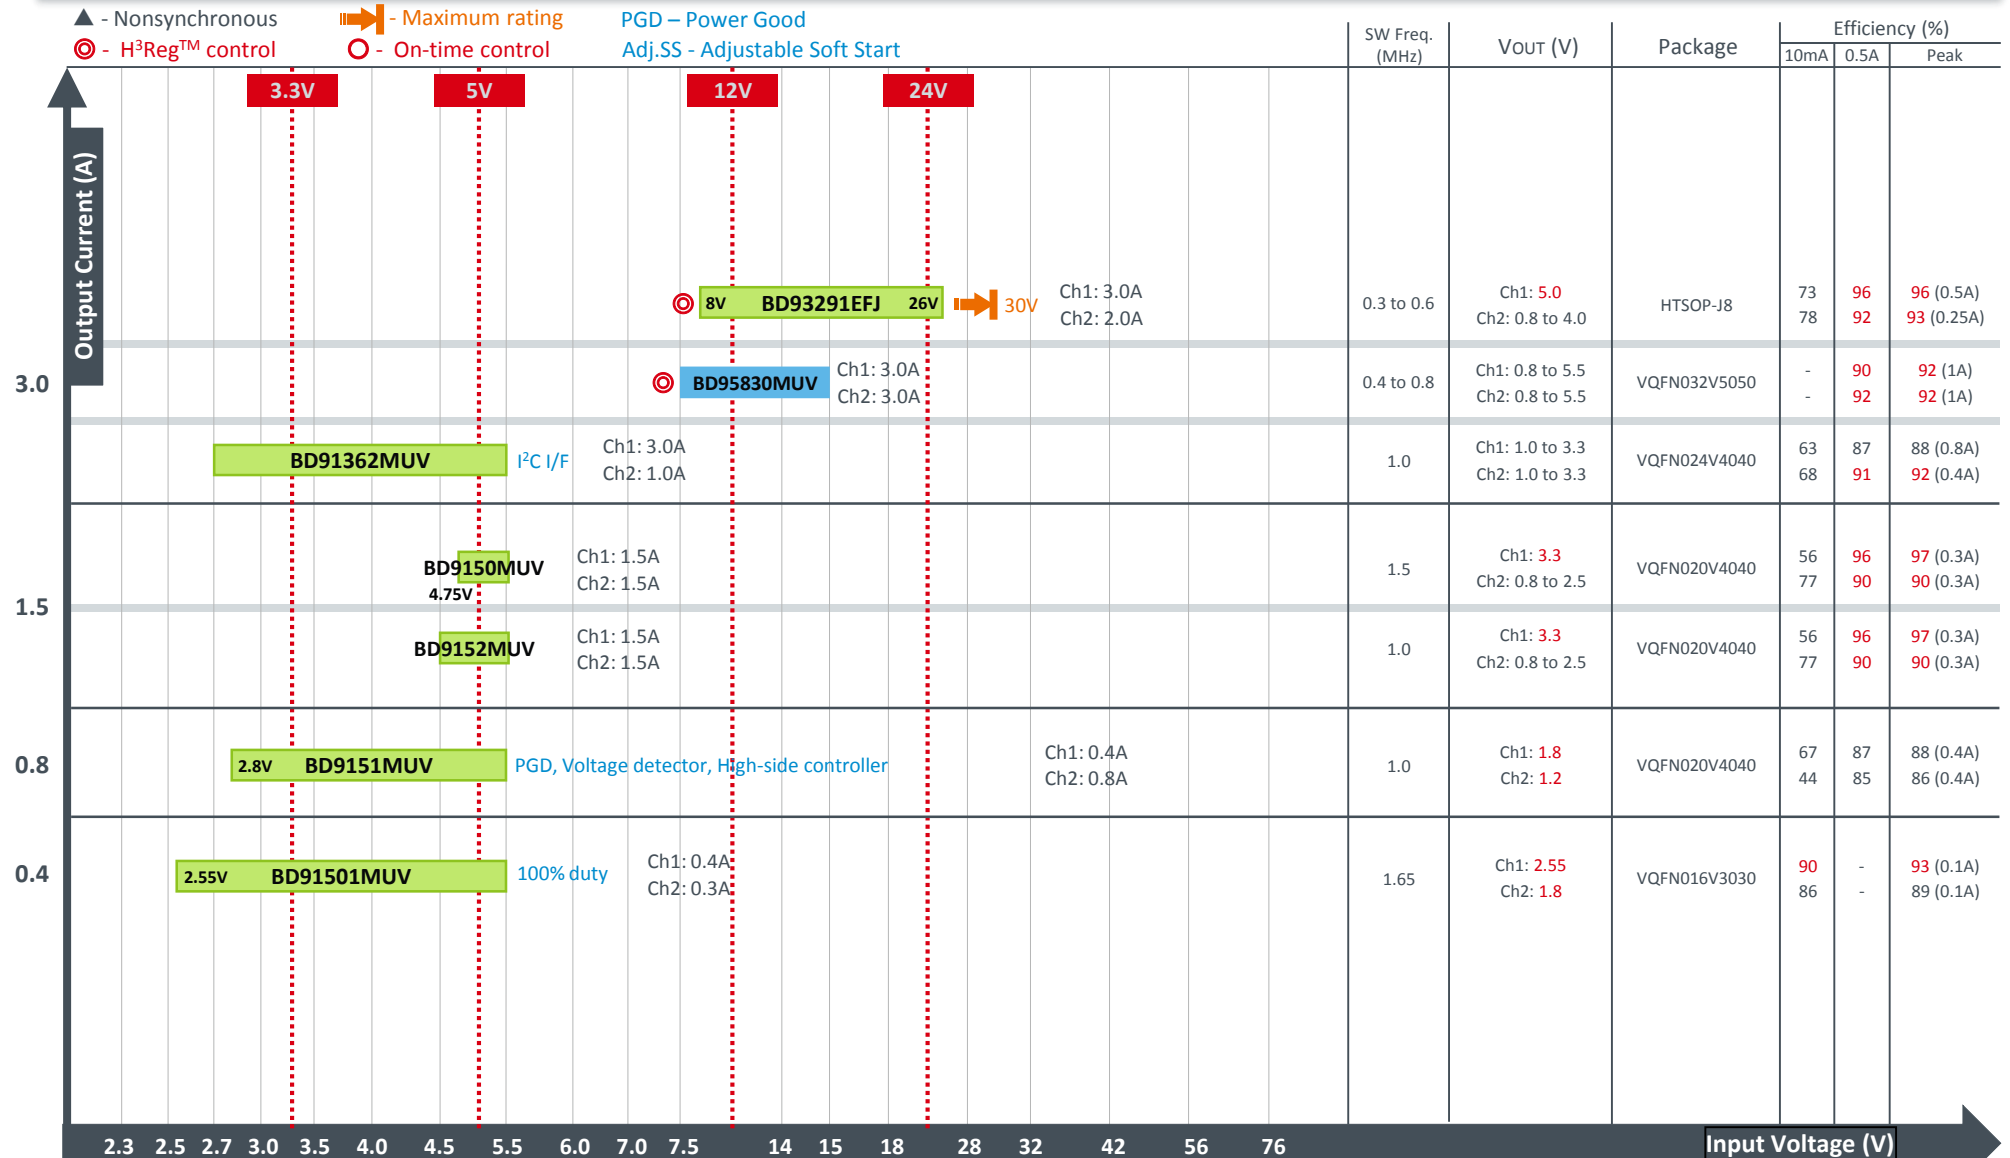 ▲ - Nonsynchronous
- Maximum rating
PGD – Power Good
◎ - H³Reg™ control
O - On-time control
Adj.SS - Adjustable Soft Start
SW Freq.
(MHz)
VOUT (V)
Package
Efficiency (%)
10mA 0.5A Peak
3.3V 5V 12V 24V
Output Current (A)
8V BD93291EFJ 26V 30V
Ch1: 3.0A
Ch2: 2.0A
0.3 to 0.6
Ch1: 5.0
Ch2: 0.8 to 4.0
HTSOP-J8
73 96 96 (0.5A)
78 92 93 (0.25A)
3.0
BD95830MUV
Ch1: 3.0A
Ch2: 3.0A
0.4 to 0.8
Ch1: 0.8 to 5.5
Ch2: 0.8 to 5.5
VQFN032V5050
- 90 92 (1A)
- 92 92 (1A)
BD91362MUV
I²C I/F
Ch1: 3.0A
Ch2: 1.0A
1.0
Ch1: 1.0 to 3.3
Ch2: 1.0 to 3.3
VQFN024V4040
63 87 88 (0.8A)
68 91 92 (0.4A)
BD9150MUV
4.75V
Ch1: 1.5A
Ch2: 1.5A
1.5
Ch1: 3.3
Ch2: 0.8 to 2.5
VQFN020V4040
56 96 97 (0.3A)
77 90 90 (0.3A)
1.5
BD9152MUV
Ch1: 1.5A
Ch2: 1.5A
1.0
Ch1: 3.3
Ch2: 0.8 to 2.5
VQFN020V4040
56 96 97 (0.3A)
77 90 90 (0.3A)
0.8
2.8V BD9151MUV
PGD, Voltage detector, High-side controller
Ch1: 0.4A
Ch2: 0.8A
1.0
Ch1: 1.8
Ch2: 1.2
VQFN020V4040
67 87 88 (0.4A)
44 85 86 (0.4A)
0.4
2.55V BD91501MUV
100% duty
Ch1: 0.4A
Ch2: 0.3A
1.65
Ch1: 2.55
Ch2: 1.8
VQFN016V3030
90 - 93 (0.1A)
86 - 89 (0.1A)
2.3 2.5 2.7 3.0 3.5 4.0 4.5 5.5 6.0 7.0 7.5 14 15 18 28 32 42 56 76
Input Voltage (V)